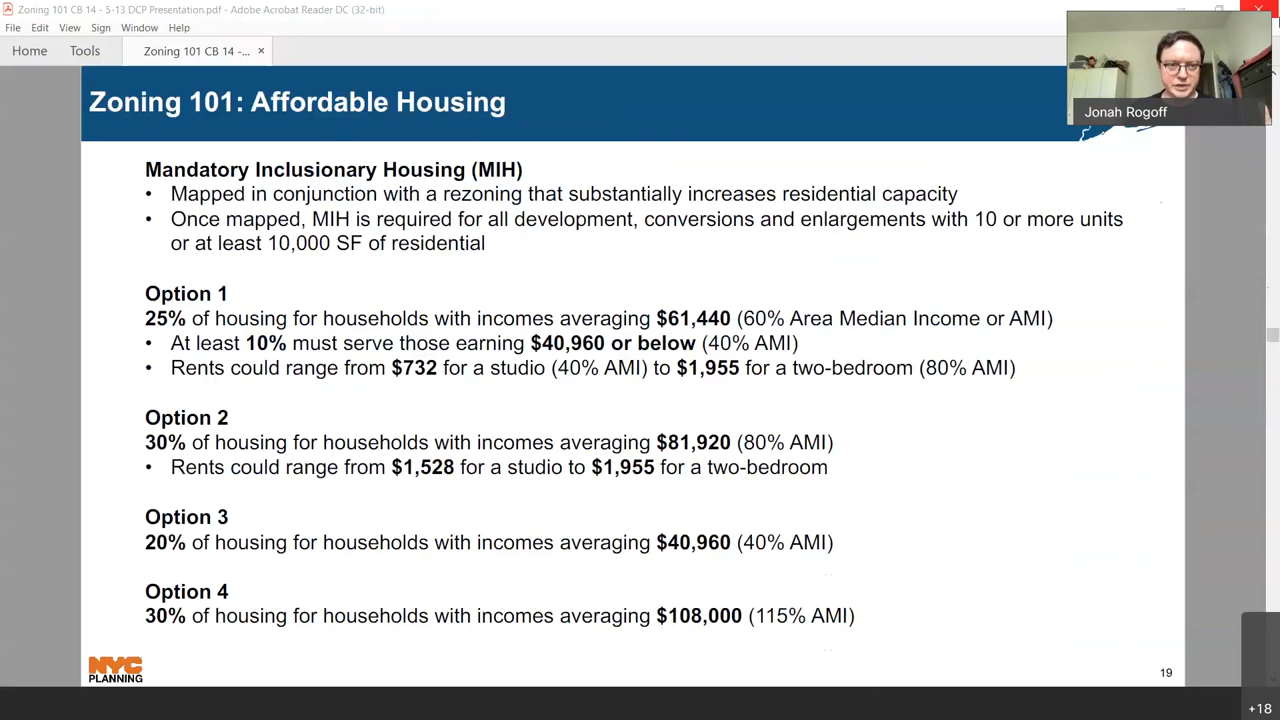 Zoning 101 CB 14 - 5-13 DCP Presentation.pdf - Adobe Acrobat Reader DC (32-bit)
File Edit View Sign Window Help
Home Tools Zoning 101 CB 14 -... ×
Jonah Rogoff
Zoning 101: Affordable Housing
Mandatory Inclusionary Housing (MIH)
• Mapped in conjunction with a rezoning that substantially increases residential capacity
• Once mapped, MIH is required for all development, conversions and enlargements with 10 or more units
or at least 10,000 SF of residential
Option 1
25% of housing for households with incomes averaging $61,440 (60% Area Median Income or AMI)
• At least 10% must serve those earning $40,960 or below (40% AMI)
• Rents could range from $732 for a studio (40% AMI) to $1,955 for a two-bedroom (80% AMI)
Option 2
30% of housing for households with incomes averaging $81,920 (80% AMI)
• Rents could range from $1,528 for a studio to $1,955 for a two-bedroom
Option 3
20% of housing for households with incomes averaging $40,960 (40% AMI)
Option 4
30% of housing for households with incomes averaging $108,000 (115% AMI)
NYC
PLANNING
19
+18